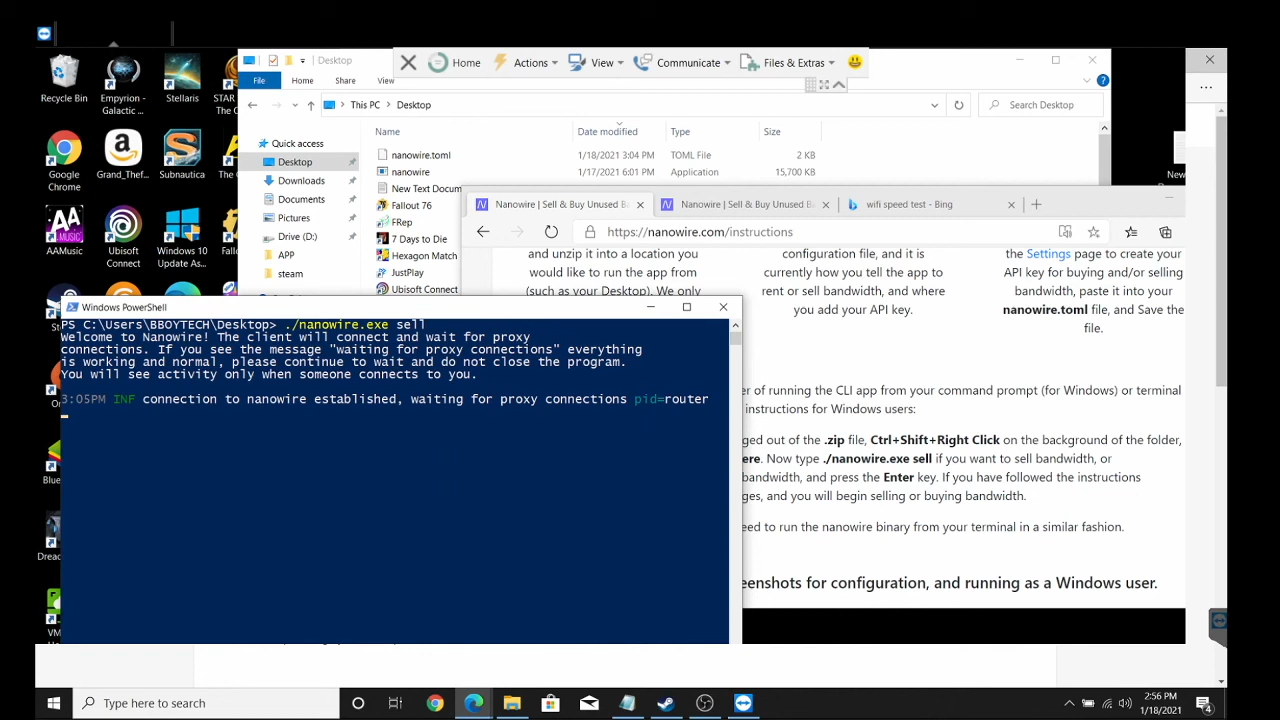 Desktop
Home
Actions
View
Communicate
Files & Extras
File
Home
Share
View
This PC
Desktop
Search Desktop
Recycle Bin
Empyrion -
Galactic ...
Stellaris
Google
Chrome
Grand_Thef...
Subnautica
AAMusic
Ubisoft
Connect
Windows 10
Update As...
Quick access
Desktop
Downloads
Documents
Pictures
Drive (D:)
APP
steam
Name
Date modified
Type
Size
nanowire.toml
1/18/2021 3:04 PM
TOML File
2 KB
nanowire
1/17/2021 6:01 PM
Application
15,700 KB
New Text Docum
Fallout 76
FRep
7 Days to Die
Hexagon Match
JustPlay
Ubisoft Connect
Nanowire | Sell & Buy Unused B
Nanowire | Sell & Buy Unused B
wifi speed test - Bing
https://nanowire.com/instructions
and unzip it into a location you
would like to run the app from
(such as your Desktop). We only
configuration file, and it is
currently how you tell the app to
rent or sell bandwidth, and where
you add your API key.
the Settings page to create your
API key for buying and/or selling
bandwidth, paste it into your
nanowire.toml file, and Save the
file.
er of running the CLI app from your command prompt (for Windows) or terminal
instructions for Windows users:
ged out of the .zip file, Ctrl+Shift+Right Click on the background of the folder,
ere. Now type ./nanowire.exe sell if you want to sell bandwidth, or
bandwidth, and press the Enter key. If you have followed the instructions
ges, and you will begin selling or buying bandwidth.
eed to run the nanowire binary from your terminal in a similar fashion.
eenshots for configuration, and running as a Windows user.
Windows PowerShell
PS C:\Users\BBOYTECH\Desktop> ./nanowire.exe sell
Welcome to Nanowire! The client will connect and wait for proxy
connections. If you see the message "waiting for proxy connections" everything
is working and normal, please continue to wait and do not close the program.
You will see activity only when someone connects to you.
3:05PM INF connection to nanowire established, waiting for proxy connections pid=router
Type here to search
2:56 PM
1/18/2021
4